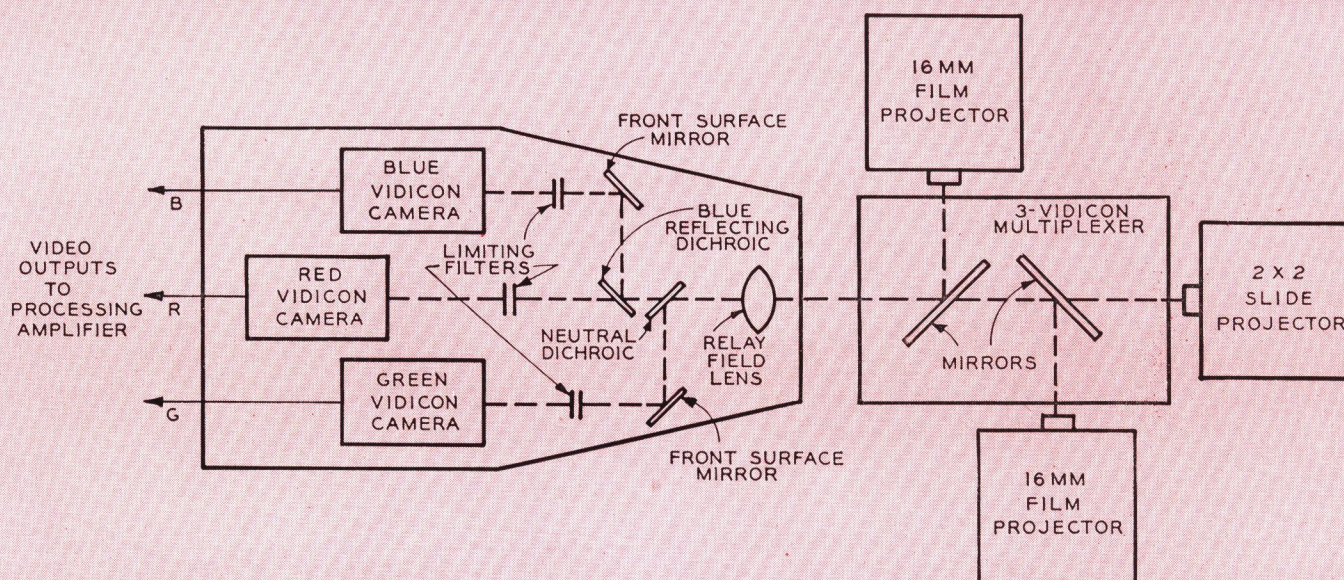 16 MM
FILM
PROJECTOR
FRONT SURFACE
MIRROR
BLUE
VIDICON
CAMERA
B
BLUE
REFLECTING
DICHROIC
3-VIDICON
MULTIPLEXER
LIMITING
FILTERS
VIDEO
OUTPUTS
TO
PROCESSING
AMPLIFIER
R
RED
VIDICON
CAMERA
2 X 2
SLIDE
PROJECTOR
NEUTRAL
DICHROIC
RELAY
FIELD
LENS
MIRRORS
G
GREEN
VIDICON
CAMERA
FRONT SURFACE
MIRROR
16 MM
FILM
PROJECTOR